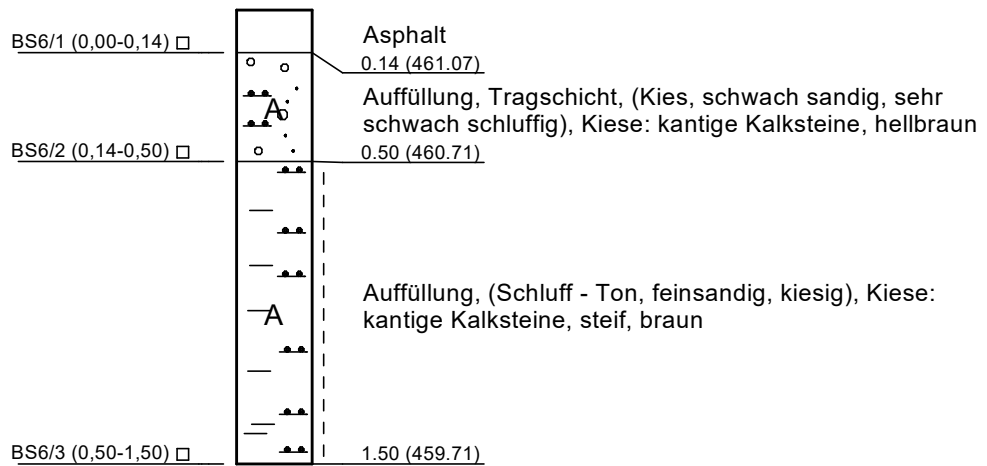 BS6/1 (0,00-0,14)
Asphalt
0.14 (461.07)
A
Auffüllung, Tragschicht, (Kies, schwach sandig, sehr
schwach schluffig), Kiese: kantige Kalksteine, hellbraun
BS6/2 (0,14-0,50)
0.50 (460.71)
A
Auffüllung, (Schluff - Ton, feinsandig, kiesig), Kiese:
kantige Kalksteine, steif, braun
BS6/3 (0,50-1,50)
1.50 (459.71)